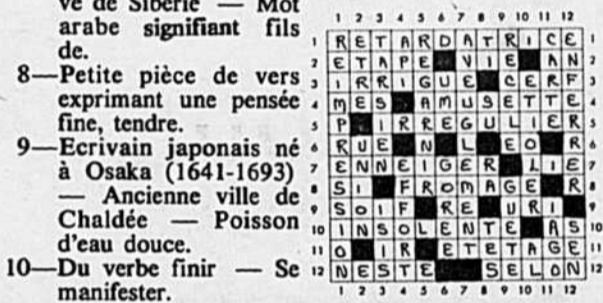 ve de Sibérie — Mot
arabe signifiant fils
de.
8—Petite pièce de vers
exprimant une pensée
fine, tendre.
9—Ecrivain japonais né
à Osaka (1641-1693)
— Ancienne ville de
Chaldée — Poisson
d'eau douce.
10—Du verbe finir — Se
manifester.
1 2 3 4 5 6 7 8 9 10 11 12
1 RETARDATRICE 1
2 ETAPE VIE AN 2
3 IRRIGUE CERF 3
4 MES AMUSETTE 4
5 P IRREGULIER 5
6 RUE N L EO R 6
7 ENNEIGER LIE 7
8 SI FROMAGE R 8
9 SOIF RE URI 9
10 INSOLENTE AS 10
11 O IR ETETAGE 11
12 NESTE SELON 12
1 2 3 4 5 6 7 8 9 10 11 12